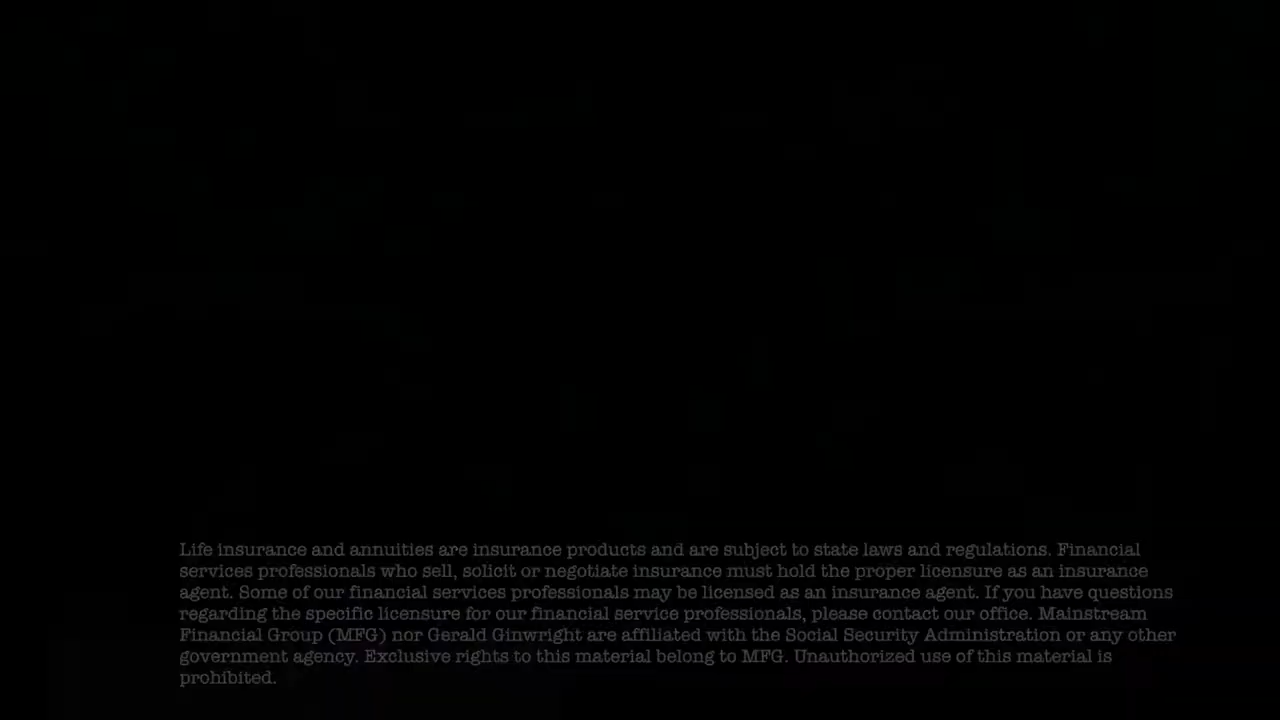 Life insurance and annuities are insurance products and are subject to state laws and regulations. Financial
services professionals who sell, solicit or negotiate insurance must hold the proper licensure as an insurance
agent. Some of our financial services professionals may be licensed as an insurance agent. If you have questions
regarding the specific licensure for our financial service professionals, please contact our office. Mainstream
Financial Group (MFG) nor Gerald Ginwright are affiliated with the Social Security Administration or any other
government agency. Exclusive rights to this material belong to MFG. Unauthorized use of this material is
prohibited.